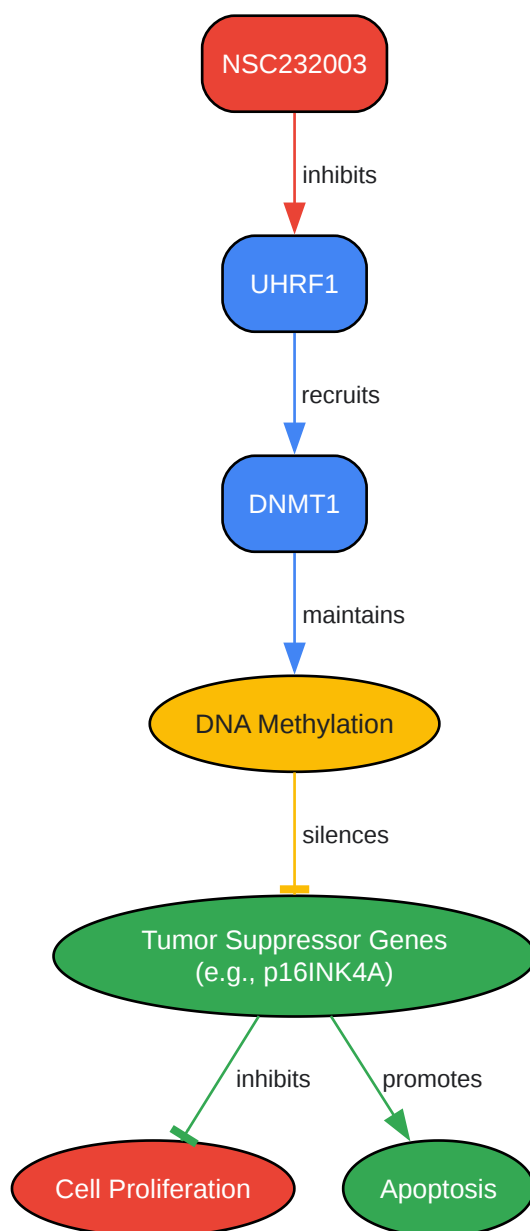 NSC232003
inhibits
UHRF1
recruits
DNMT1
maintains
DNA Methylation
silences
Tumor Suppressor Genes
(e.g., p16INK4A)
inhibits
promotes
Cell Proliferation
Apoptosis